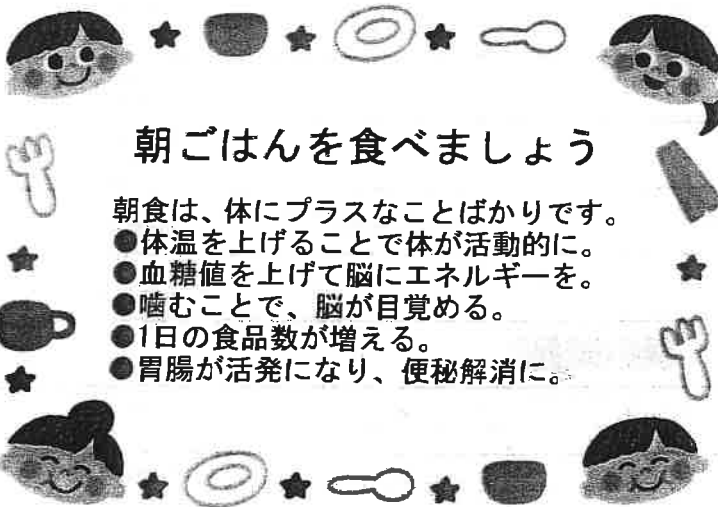 朝ごはんを食べましょう
朝食は、体にプラスなことばかりです。
●体温を上げることで体が活動的に。
●血糖値を上げて脳にエネルギーを。
●噛むことで、脳が目覚める。
●1日の食品数が増える。
●胃腸が活発になり、便秘解消に。